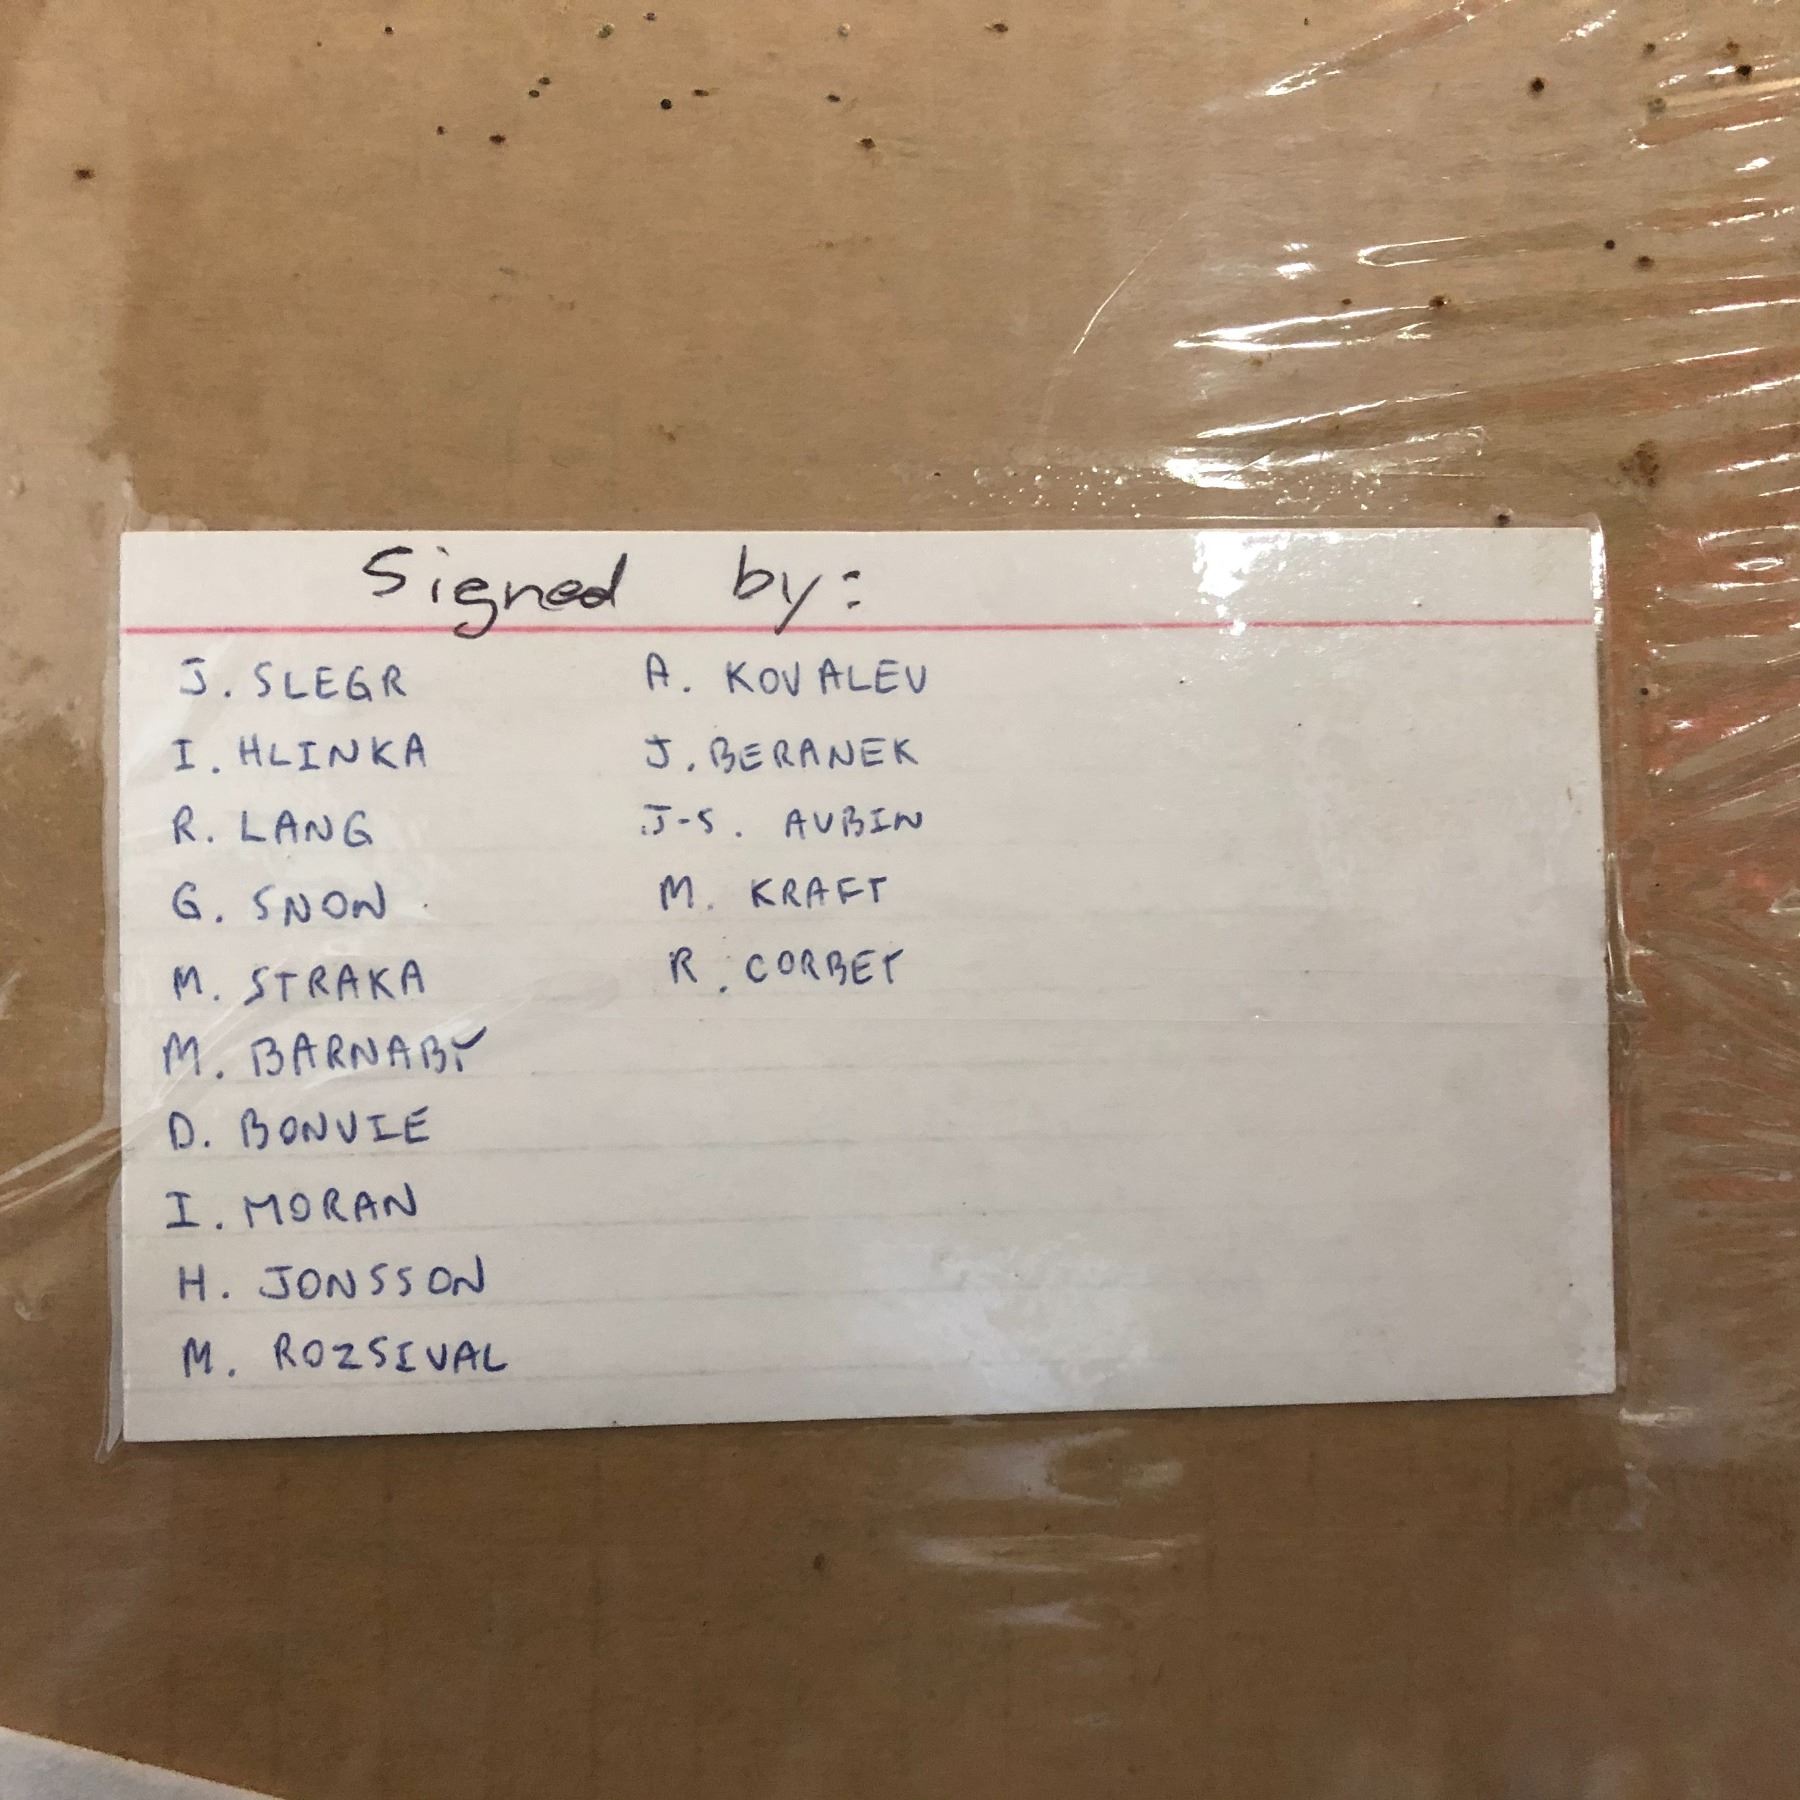 Signed by:
J. SLEGR
I. HLINKA
R. LANG
G. SNOW
M. STRAKA
M. BARNABY
D. BONVIE
I. MORAN
H. JONSSON
M. ROZSIVAL
A. KOVALEV
J. BERANEK
J-S. AUBIN
M. KRAFT
R. CORBET